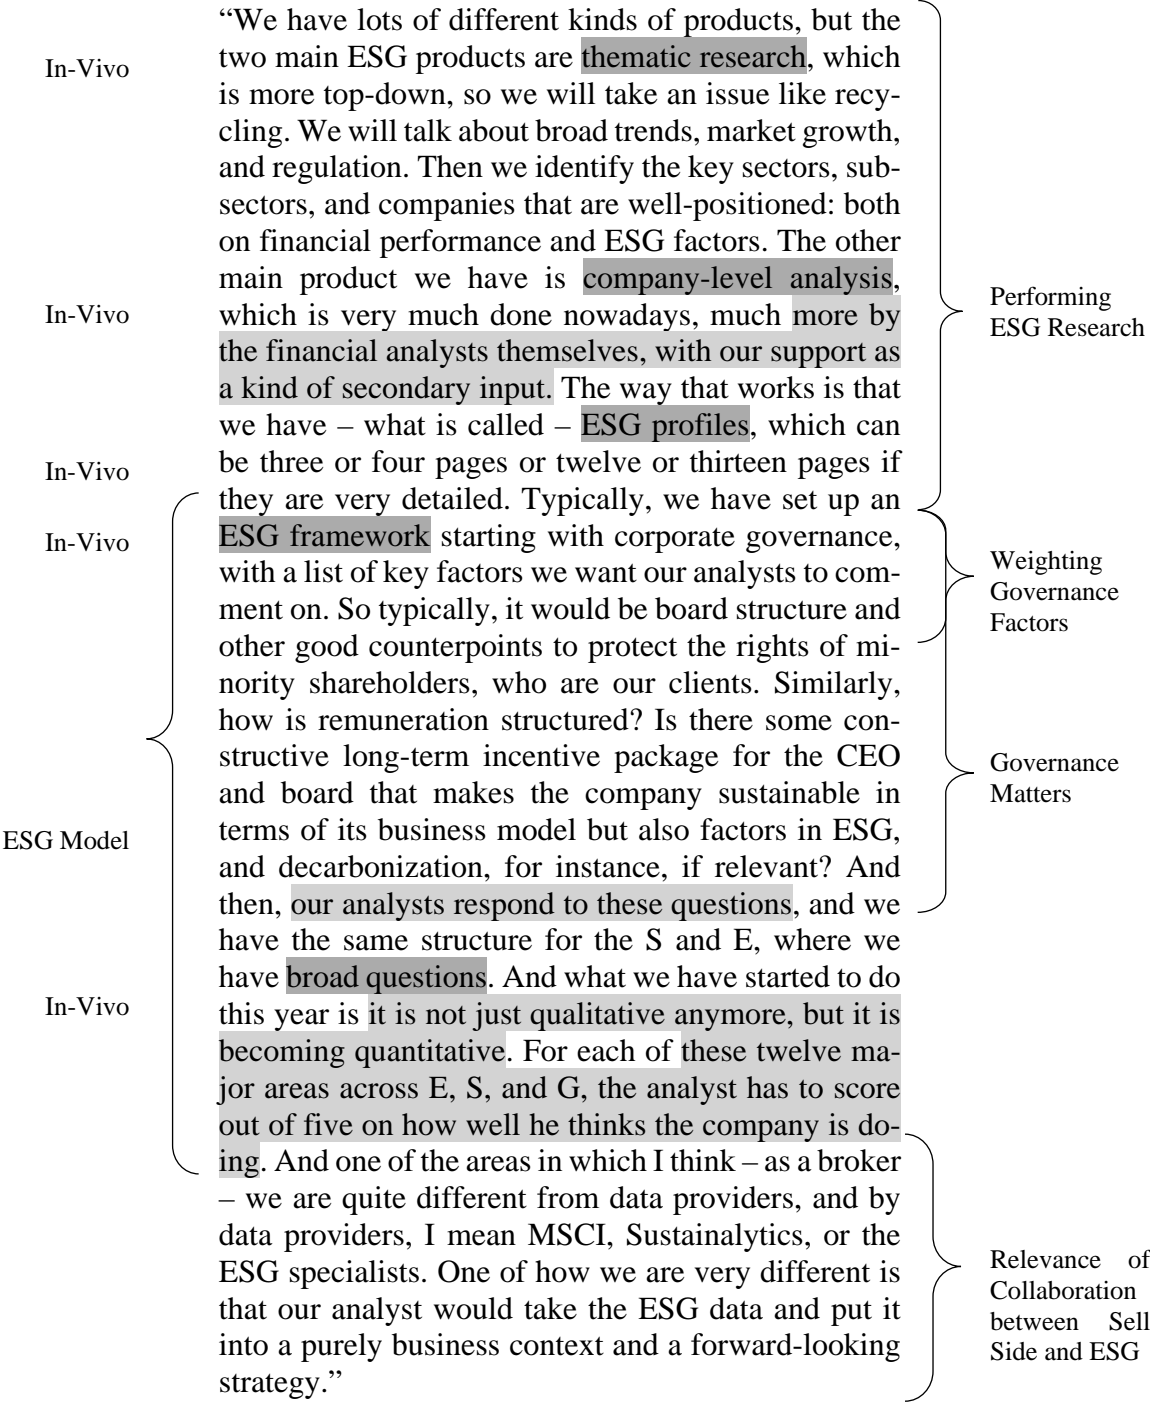 “We have lots of different kinds of products, but the
two main ESG products are thematic research, which
In-Vivo
is more top-down, so we will take an issue like recy-
cling. We will talk about broad trends, market growth,
and regulation. Then we identify the key sectors, sub-
sectors, and companies that are well-positioned: both
on financial performance and ESG factors. The other
main product we have is company-level analysis,
In-Vivo
which is very much done nowadays, much more by
Performing
ESG Research
the financial analysts themselves, with our support as
a kind of secondary input. The way that works is that
we have – what is called – ESG profiles, which can
In-Vivo
be three or four pages or twelve or thirteen pages if
they are very detailed. Typically, we have set up an
In-Vivo
ESG framework starting with corporate governance,
with a list of key factors we want our analysts to com-
Weighting
Governance
Factors
ment on. So typically, it would be board structure and
other good counterpoints to protect the rights of mi-
nority shareholders, who are our clients. Similarly,
how is remuneration structured? Is there some con-
structive long-term incentive package for the CEO
Governance
Matters
and board that makes the company sustainable in
ESG Model
terms of its business model but also factors in ESG,
and decarbonization, for instance, if relevant? And
then, our analysts respond to these questions, and we
have the same structure for the S and E, where we
have broad questions. And what we have started to do
In-Vivo
this year is it is not just qualitative anymore, but it is
becoming quantitative. For each of these twelve ma-
jor areas across E, S, and G, the analyst has to score
out of five on how well he thinks the company is do-
ing. And one of the areas in which I think – as a broker
– we are quite different from data providers, and by
data providers, I mean MSCI, Sustainalytics, or the
ESG specialists. One of how we are very different is
Relevance of
Collaboration
between Sell
Side and ESG
that our analyst would take the ESG data and put it
into a purely business context and a forward-looking
strategy.”